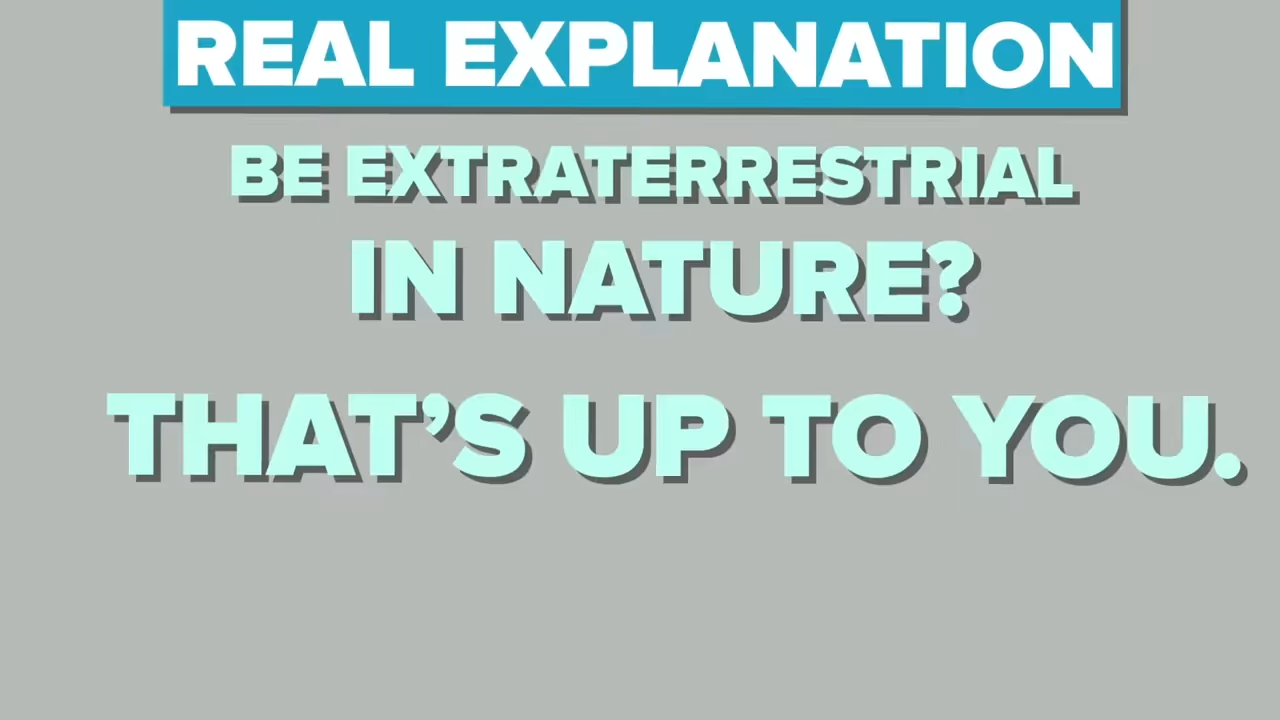 REAL EXPLANATION
BE EXTRATERRESTRIAL
IN NATURE?
THAT'S UP TO YOU.